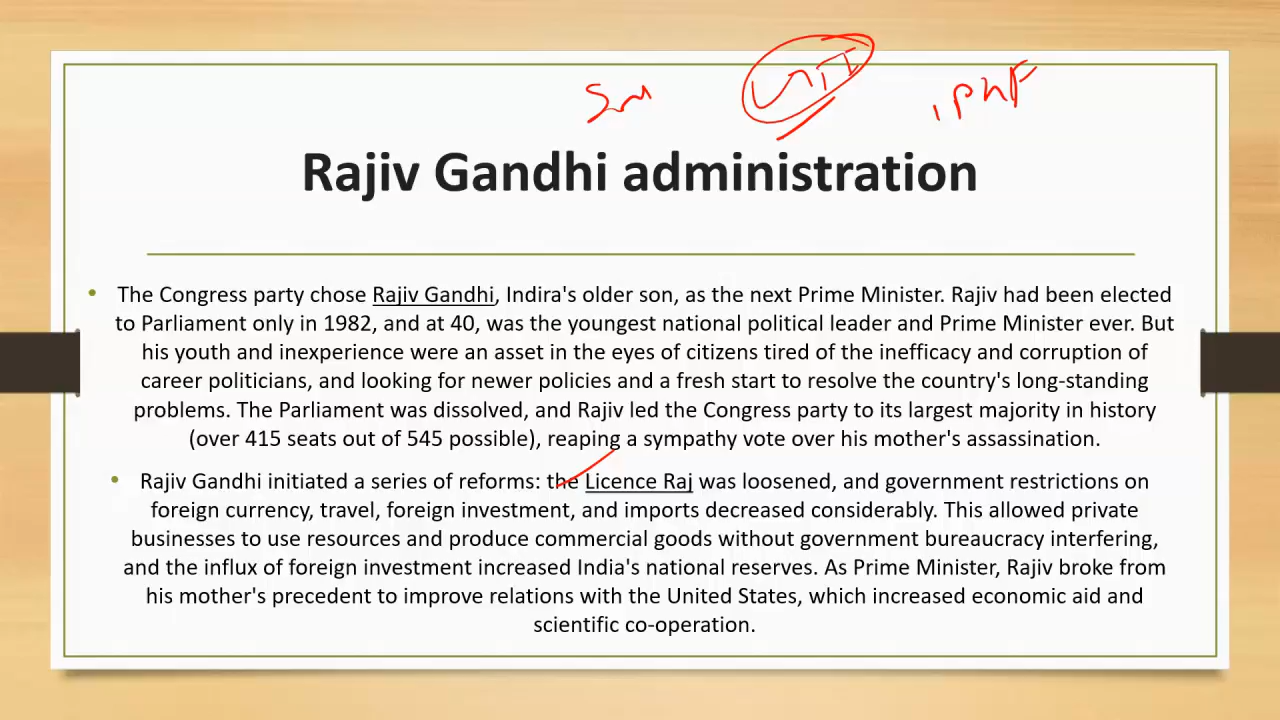 Rajiv Gandhi administration
• The Congress party chose Rajiv Gandhi, Indira's older son, as the next Prime Minister. Rajiv had been elected
to Parliament only in 1982, and at 40, was the youngest national political leader and Prime Minister ever. But
his youth and inexperience were an asset in the eyes of citizens tired of the inefficacy and corruption of
career politicians, and looking for newer policies and a fresh start to resolve the country's long-standing
problems. The Parliament was dissolved, and Rajiv led the Congress party to its largest majority in history
(over 415 seats out of 545 possible), reaping a sympathy vote over his mother's assassination.
• Rajiv Gandhi initiated a series of reforms: the Licence Raj was loosened, and government restrictions on
foreign currency, travel, foreign investment, and imports decreased considerably. This allowed private
businesses to use resources and produce commercial goods without government bureaucracy interfering,
and the influx of foreign investment increased India's national reserves. As Prime Minister, Rajiv broke from
his mother's precedent to improve relations with the United States, which increased economic aid and
scientific co-operation.